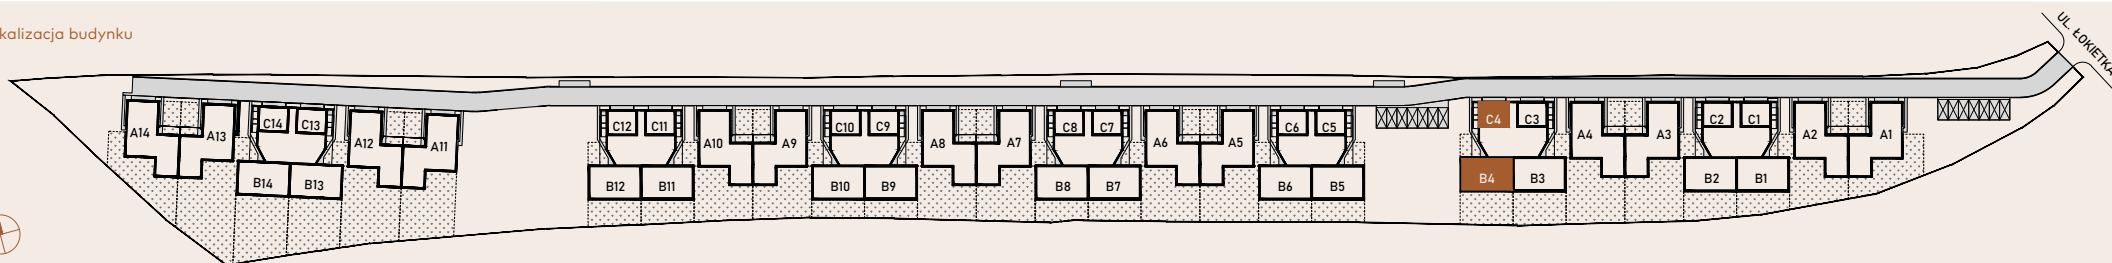 kalizacja budynku
UL. ŁOKIETKA
C14 C13 C12 C11 C10 C9 C8 C7 C6 C5 C4 C3 C2 C1
A14 A13 A12 A11 A10 A9 A8 A7 A6 A5 A4 A3 A2 A1
B14 B13 B12 B11 B10 B9 B8 B7 B6 B5 B4 B3 B2 B1